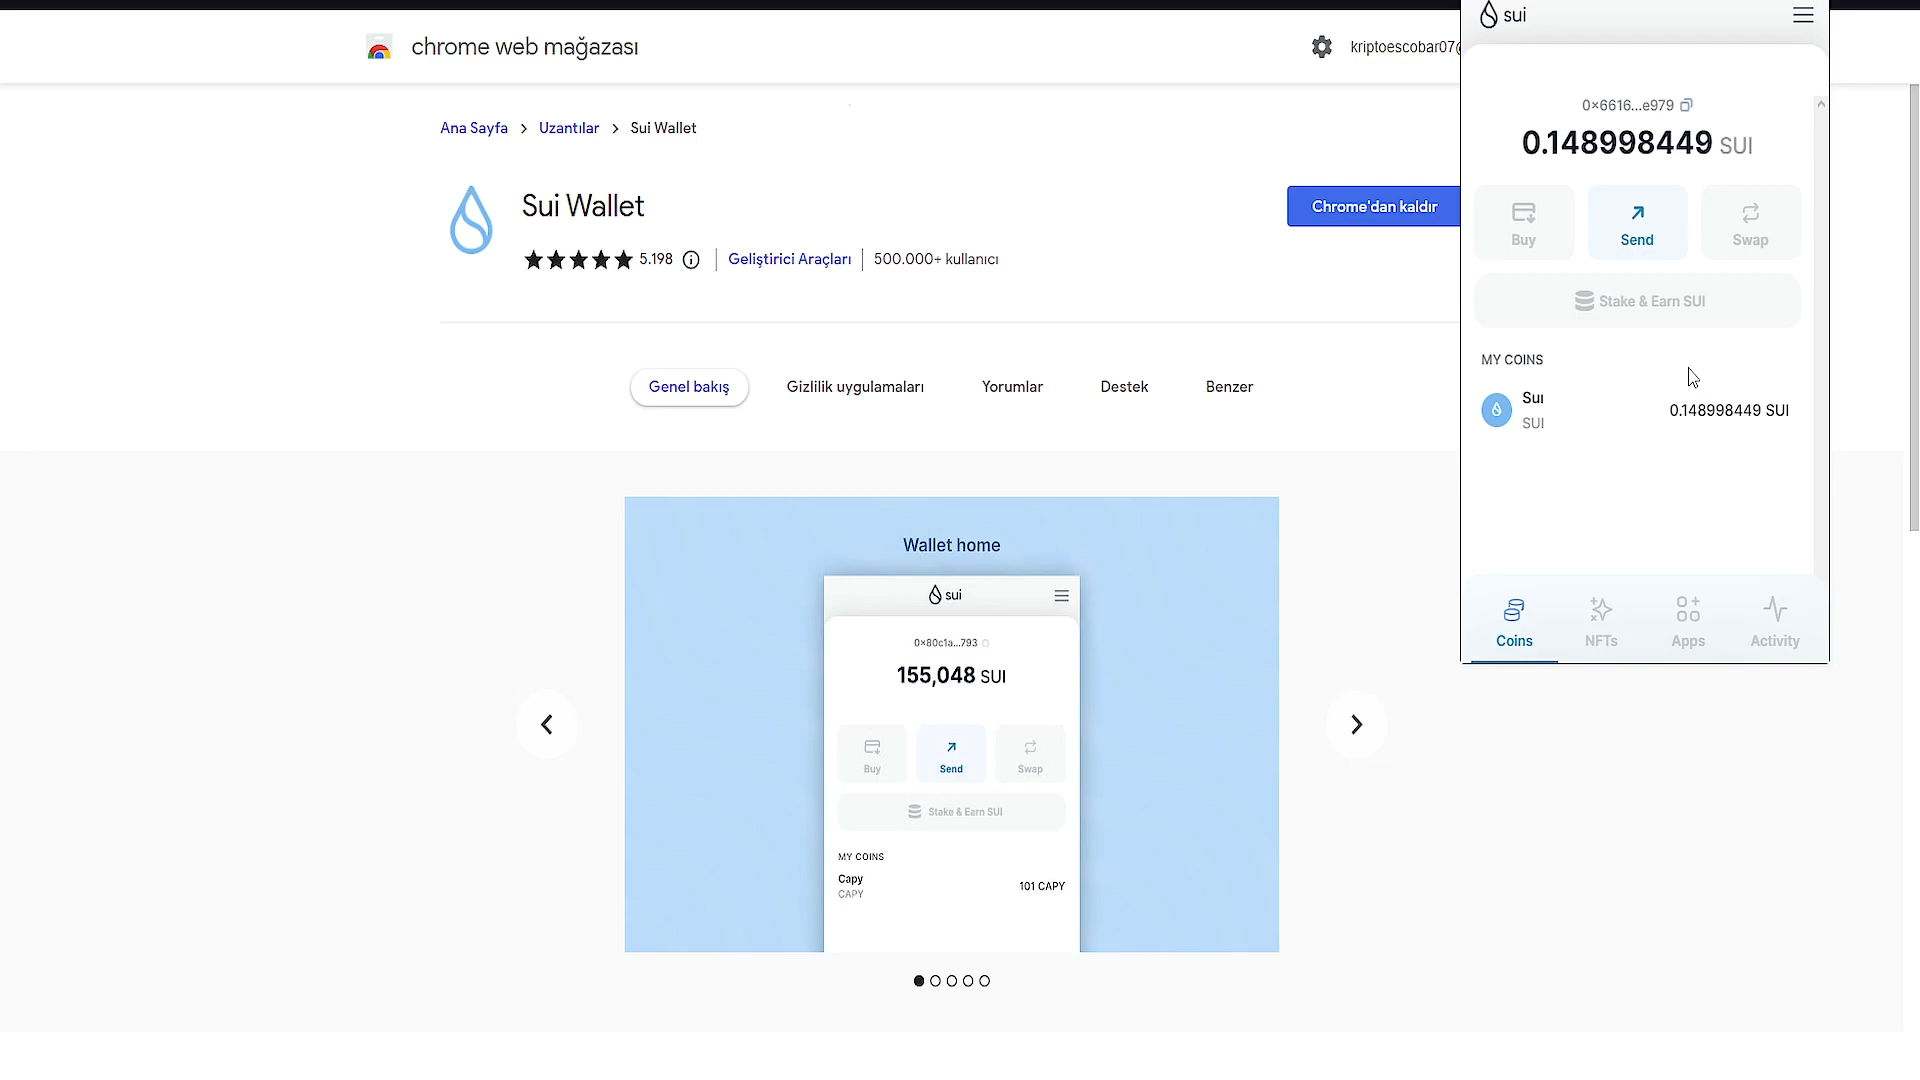 chrome web mağazası
kriptoescobar07@
Ana Sayfa > Uzantılar > Sui Wallet
Sui Wallet
5.198
Geliştirici Araçları
500.000+ kullanıcı
Chrome'dan kaldır
Genel bakış
Gizlilik uygulamaları
Yorumlar
Destek
Benzer
Wallet home
sui
0×80c1a...793
155,048 SUI
Buy
Send
Swap
Stake & Earn SUI
MY COINS
Capy
CAPY
101 CAPY
sui
0×6616...e979
0.148998449 SUI
Buy
Send
Swap
Stake & Earn SUI
MY COINS
Sui
SUI
0.148998449 SUI
Coins
NFTs
Apps
Activity